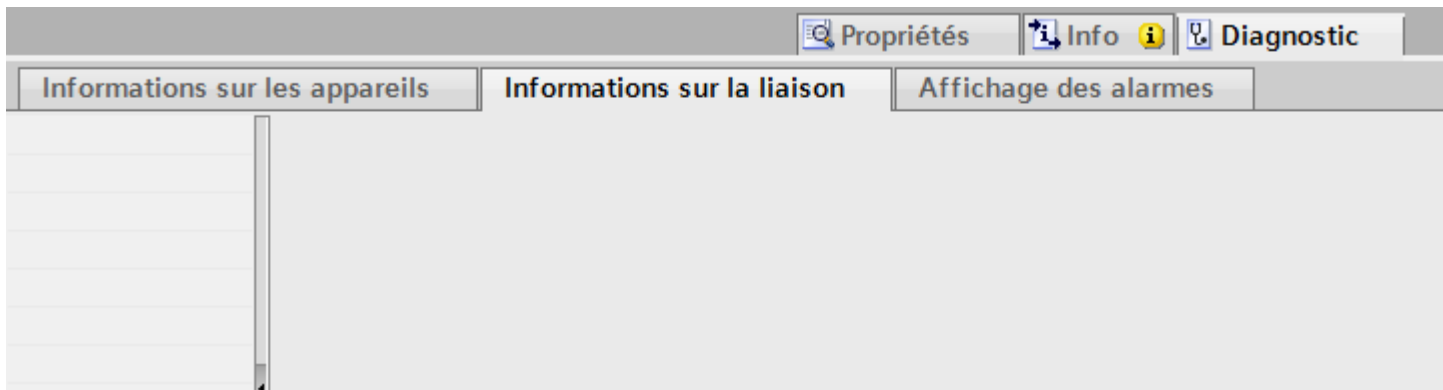 Propriétés Info Diagnostic
Informations sur les appareils Informations sur la liaison Affichage des alarmes